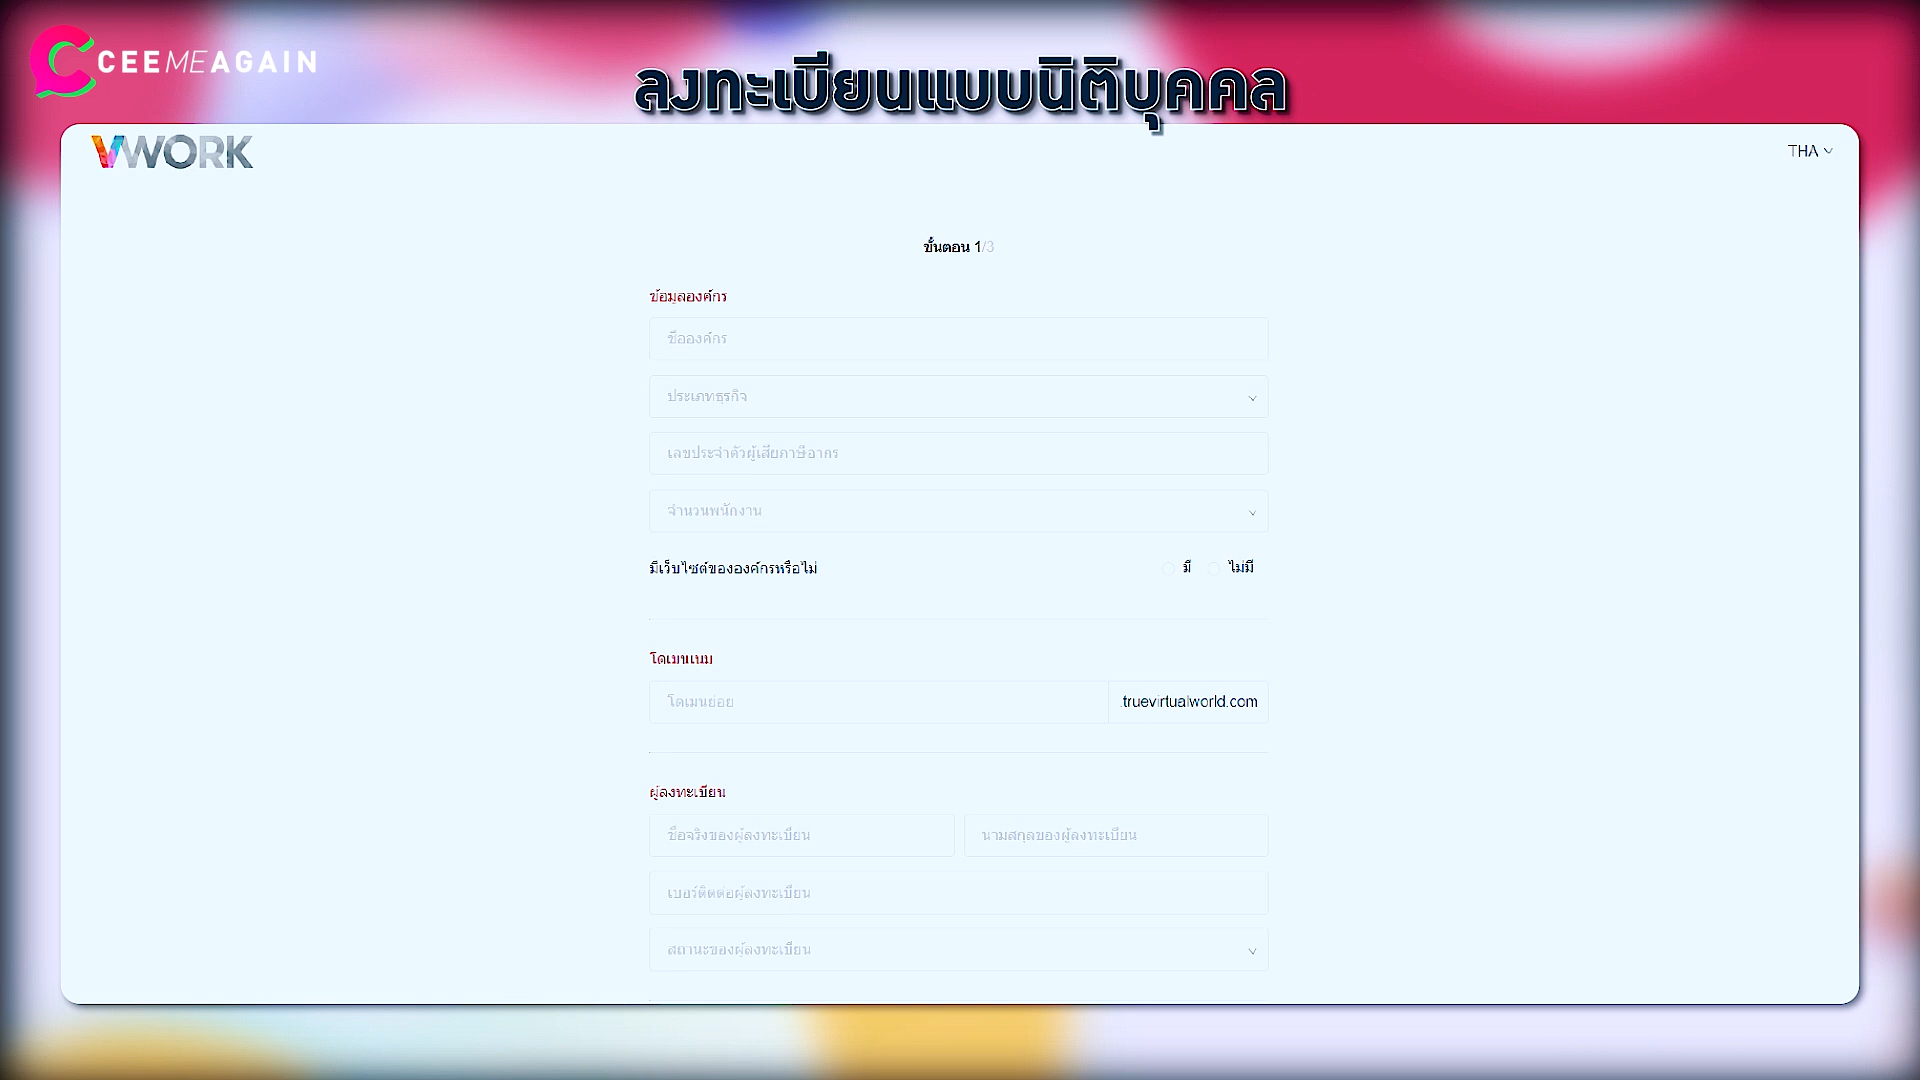 CEEMEAGAIN
ลงทะเบียนแบบนิติบุคคล
VWORK
THA
ขั้นตอน 1/3
ข้อมูลองค์กร
ชื่อองค์กร
ประเภทธุรกิจ
เลขประจำตัวผู้เสียภาษีอากร
จำนวนพนักงาน
มีเว็บไซต์ขององค์กรหรือไม่ มี ไม่มี
โดเมนเนม
โดเมนย่อย .truevirtualworld.com
ผู้ลงทะเบียน
ชื่อจริงของผู้ลงทะเบียน นามสกุลของผู้ลงทะเบียน
เบอร์ติดต่อผู้ลงทะเบียน
สถานะของผู้ลงทะเบียน